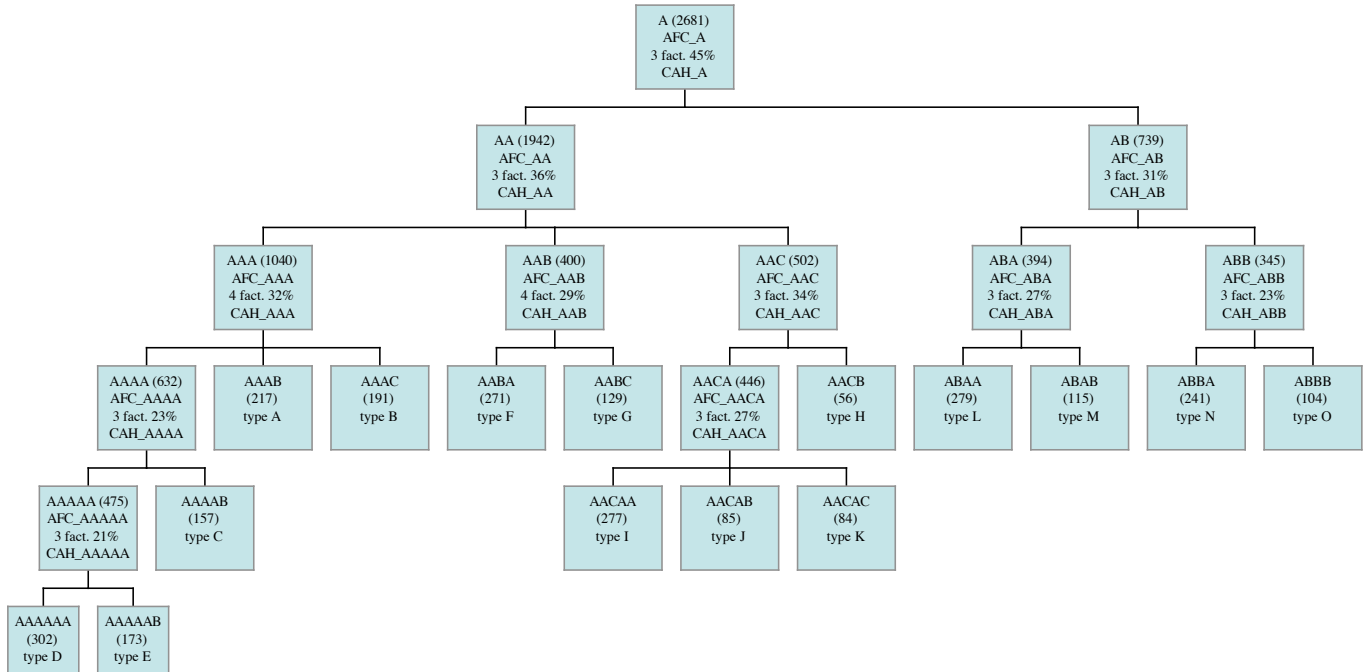 A (2681)
AFC_A
3 fact. 45%
CAH_A
AA (1942)
AFC_AA
3 fact. 36%
CAH_AA
AB (739)
AFC_AB
3 fact. 31%
CAH_AB
AAA (1040)
AFC_AAA
4 fact. 32%
CAH_AAA
AAB (400)
AFC_AAB
4 fact. 29%
CAH_AAB
AAC (502)
AFC_AAC
3 fact. 34%
CAH_AAC
ABA (394)
AFC_ABA
3 fact. 27%
CAH_ABA
ABB (345)
AFC_ABB
3 fact. 23%
CAH_ABB
AAAA (632)
AFC_AAAA
3 fact. 23%
CAH_AAAA
AAAB
(217)
type A
AAAC
(191)
type B
AABA
(271)
type F
AABC
(129)
type G
AACA (446)
AFC_AACA
3 fact. 27%
CAH_AACA
AACB
(56)
type H
ABAA
(279)
type L
ABAB
(115)
type M
ABBA
(241)
type N
ABBB
(104)
type O
AAAAA (475)
AFC_AAAAA
3 fact. 21%
CAH_AAAAA
AAAAB
(157)
type C
AACAA
(277)
type I
AACAB
(85)
type J
AACAC
(84)
type K
AAAAAA
(302)
type D
AAAAAB
(173)
type E